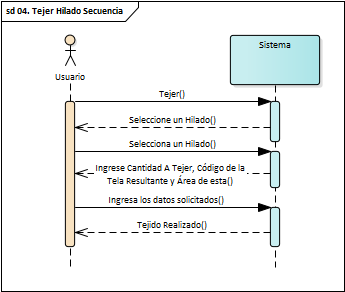 sd 04. Tejer Hilado Secuencia
Usuario
Sistema
Tejer()
Seleccione un Hilado()
Selecciona un Hilado()
Ingrese Cantidad A Tejer, Código de la
Tela Resultante y Área de esta()
Ingresa los datos solicitados()
Tejido Realizado()